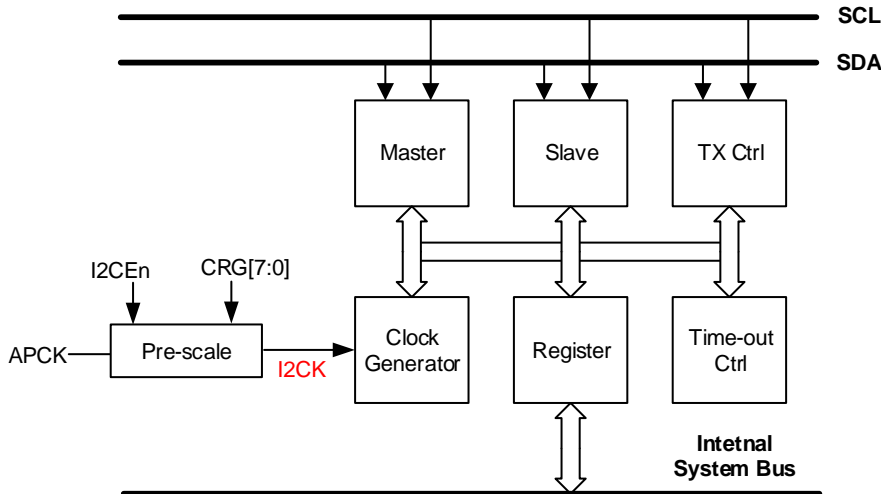 SCL
SDA
Master
Slave
TX Ctrl
I2CEn
CRG[7:0]
APCK
Pre-scale
I2CK
Clock
Generator
Register
Time-out
Ctrl
Intetnal
System Bus